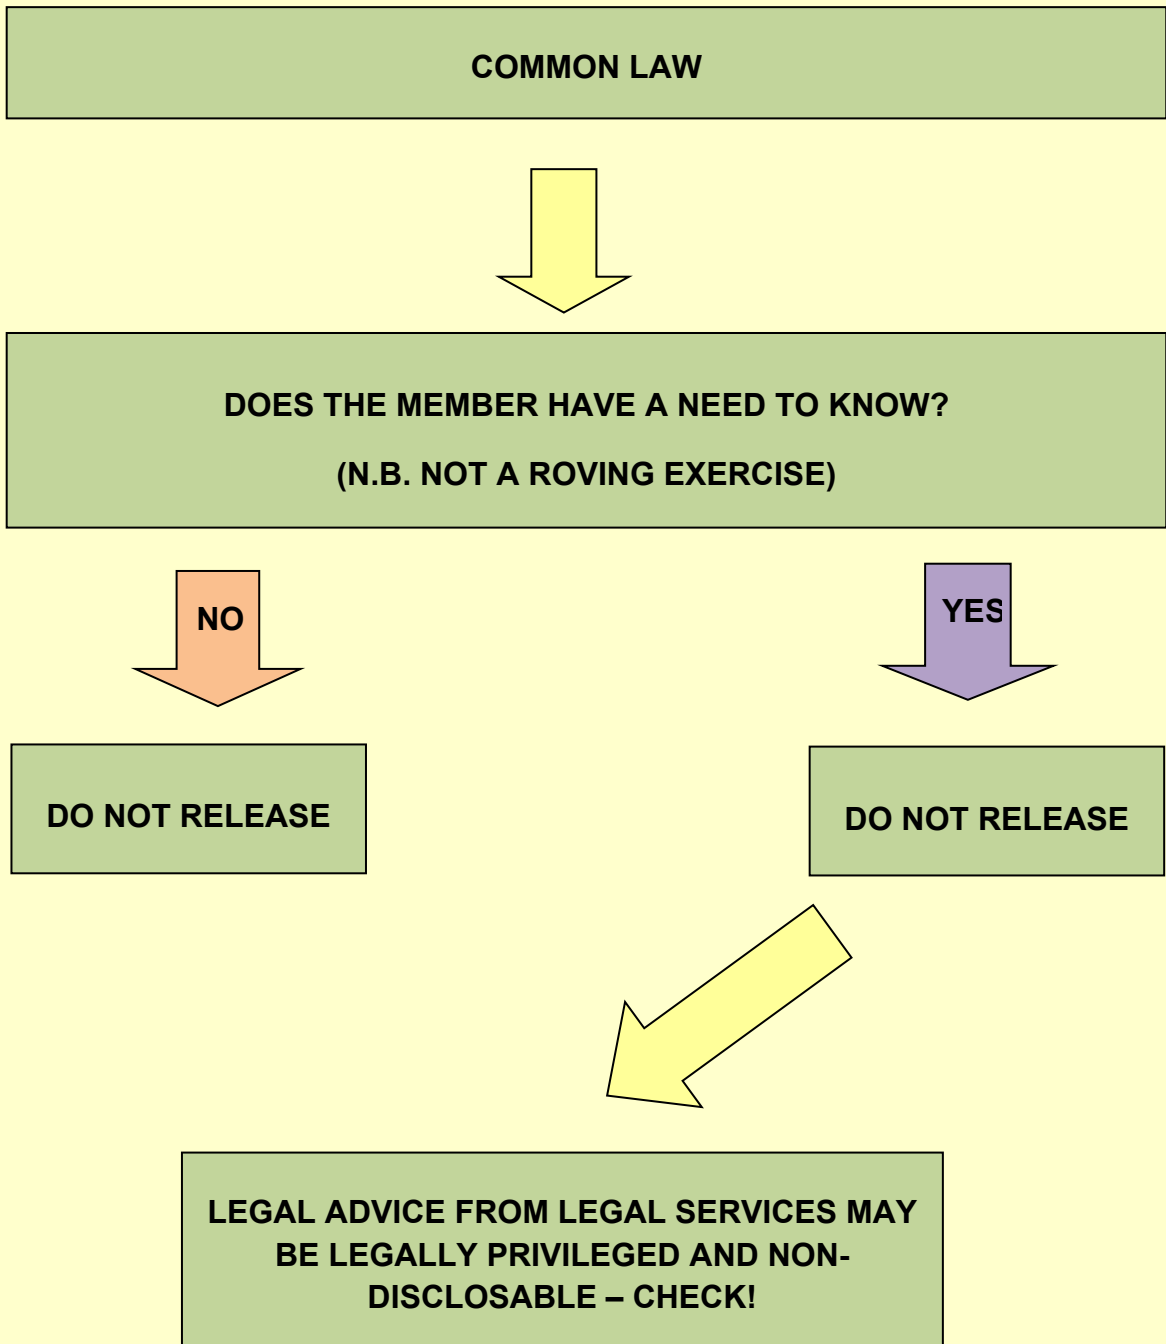 COMMON LAW
DOES THE MEMBER HAVE A NEED TO KNOW?
(N.B. NOT A ROVING EXERCISE)
NO
YES
DO NOT RELEASE
DO NOT RELEASE
LEGAL ADVICE FROM LEGAL SERVICES MAY
BE LEGALLY PRIVILEGED AND NON-
DISCLOSABLE – CHECK!